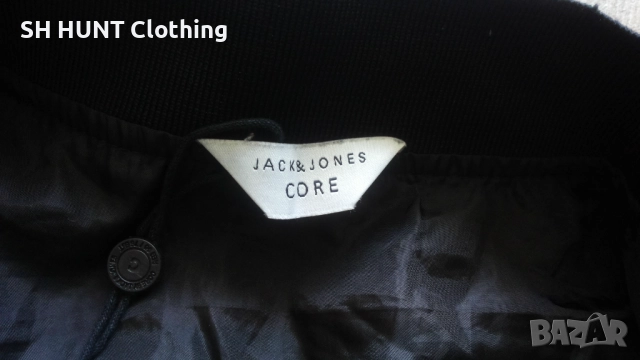 SH HUNT Clothing
JACK&JONES
CORE
BAZAR